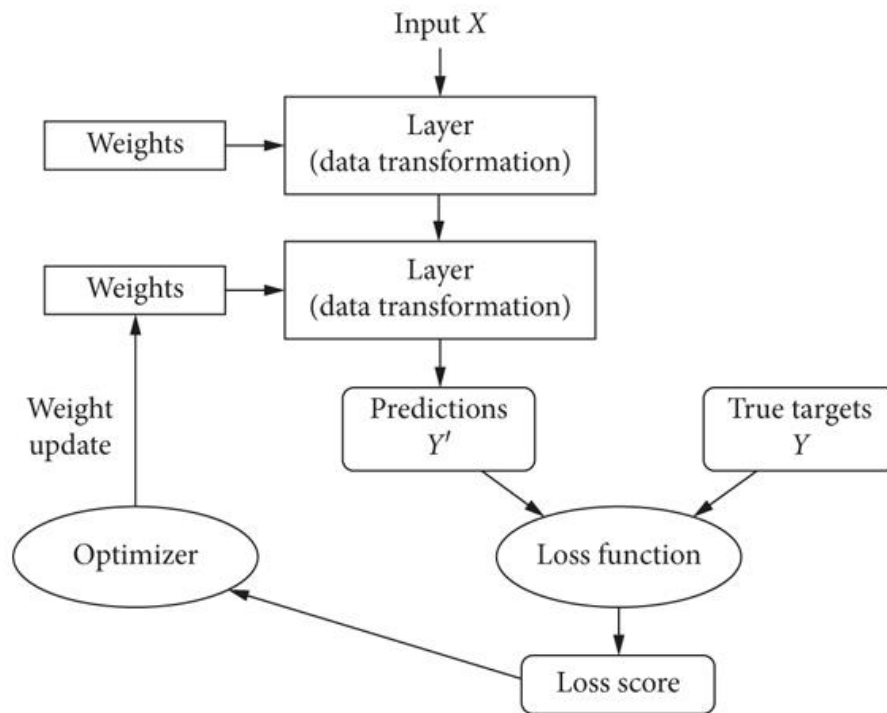 Input X
Layer
(data transformation)
Weights
Layer
(data transformation)
Weights
Weight
update
Predictions
Y′
True targets
Y
Optimizer
Loss function
Loss score